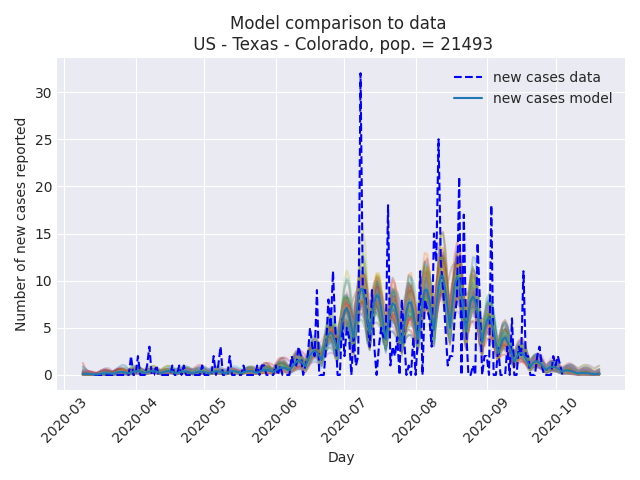 Model comparison to data
US - Texas - Colorado, pop. = 21493
new cases data
new cases model
Number of new cases reported
30
25
20
15
10
5
0
2020-03
2020-04
2020-05
2020-06
2020-07
2020-08
2020-09
2020-10
Day